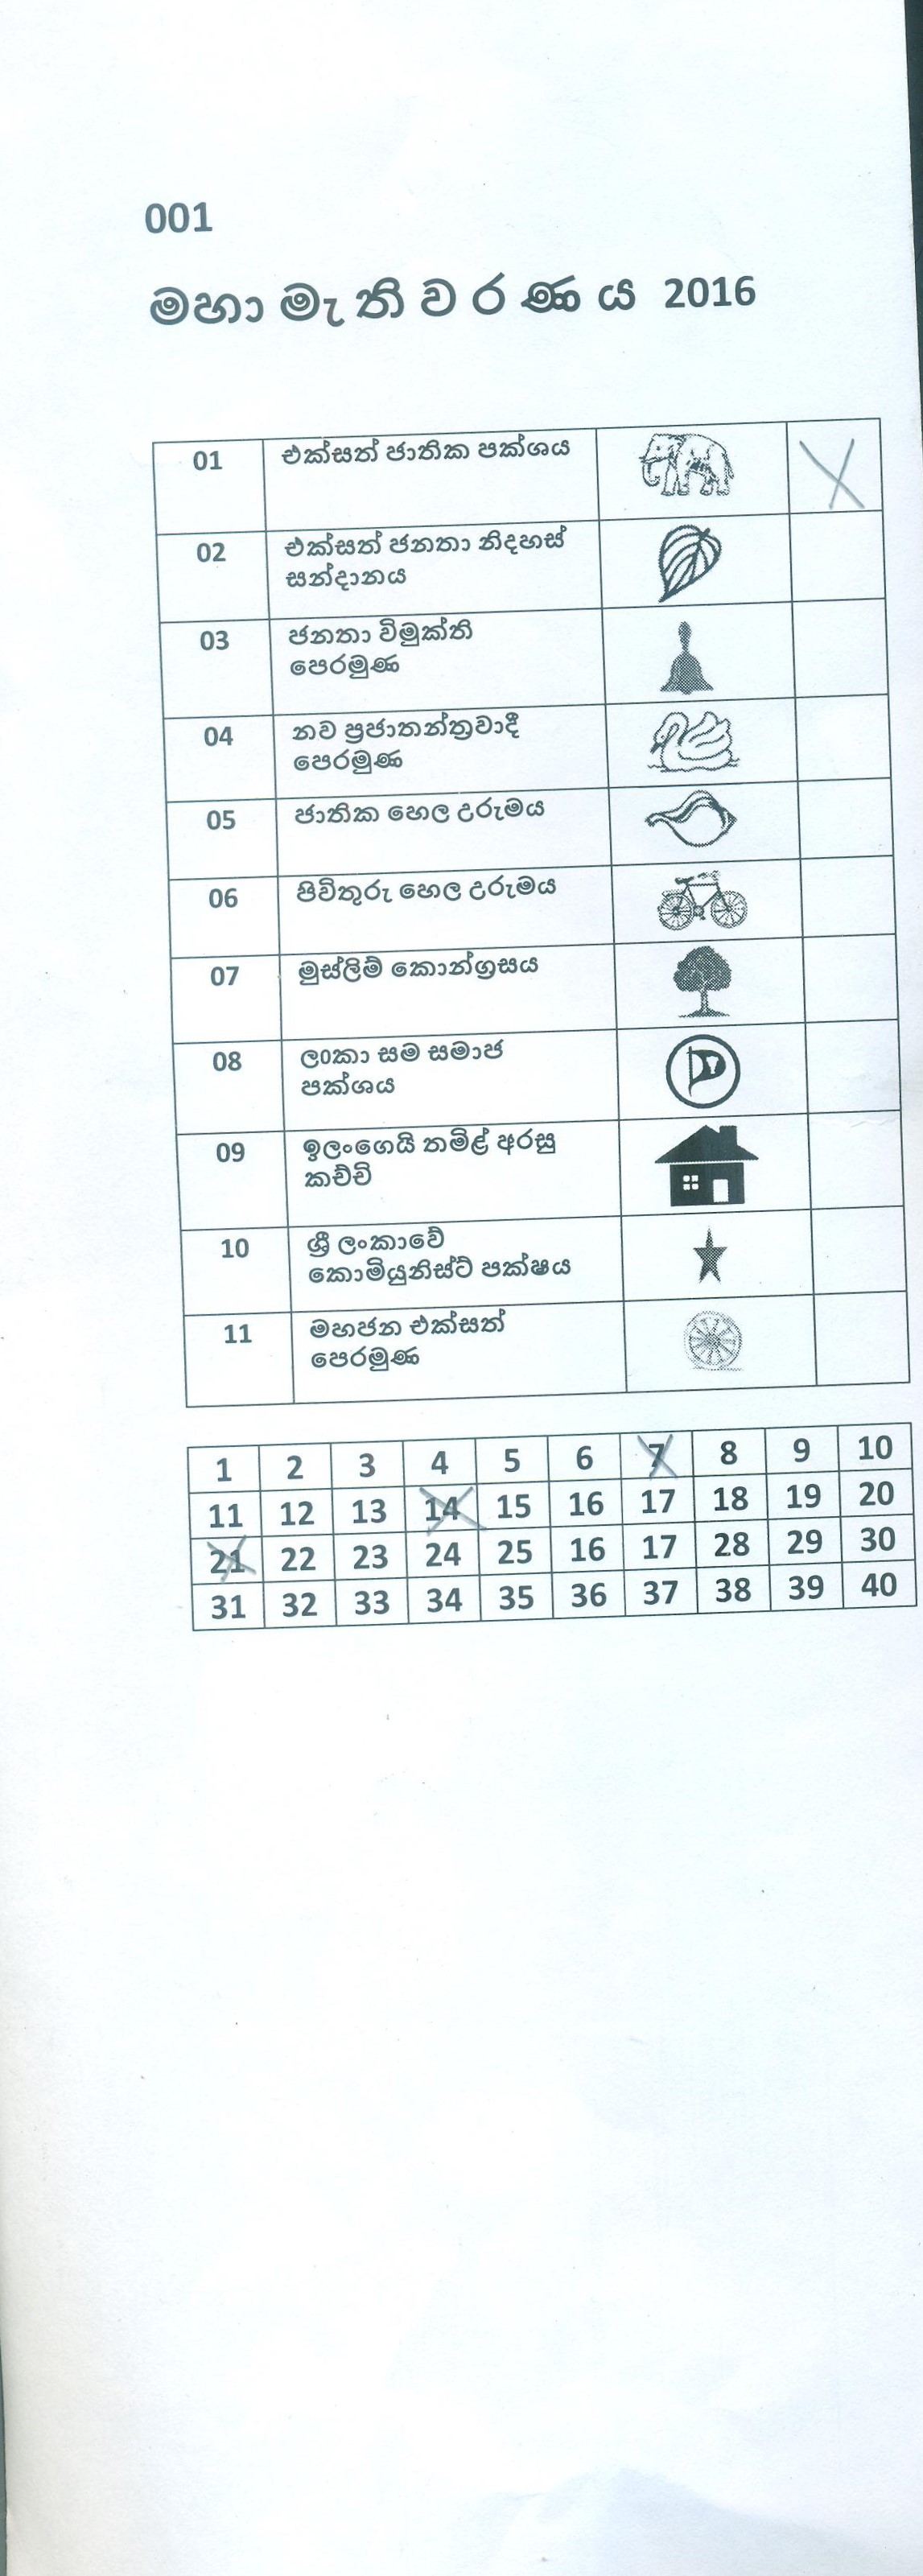 001
මහා මැ ති ව ර ණ ය 2016
01 එක්සත් ජාතික පක්ශය X
02 එක්සත් ජනතා නිදහස්
සන්දානය
03 ජනතා විමුක්ති
පෙරමුණ
04 නව ප්‍රජාතන්ත්‍රවාදී
පෙරමුණ
05 ජාතික හෙල උරුමය
06 පිවිතුරු හෙල උරුමය
07 මුස්ලිම් කොන්ග්‍රසය
08 ල0කා සම සමාජ
පක්ශය
09 ඉලංගෙයි තමිළ් අරසු
කච්චි
10 ශ්‍රී ලංකාවේ
කොමියුනිස්ට් පක්ෂය
11 මහජන එක්සත්
පෙරමුණ
1 2 3 4 5 6 7 8 9 10
11 12 13 14 15 16 17 18 19 20
21 22 23 24 25 16 17 28 29 30
31 32 33 34 35 36 37 38 39 40